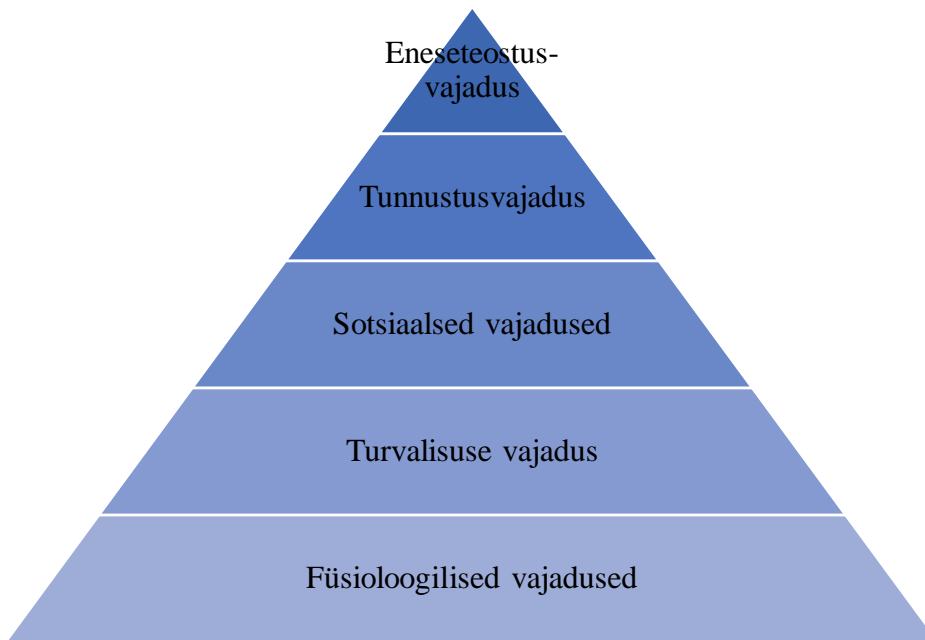 Eneseteostus-
vajadus
Tunnustusvajadus
Sotsiaalsed vajadused
Turvalisuse vajadus
Füsioloogilised vajadused